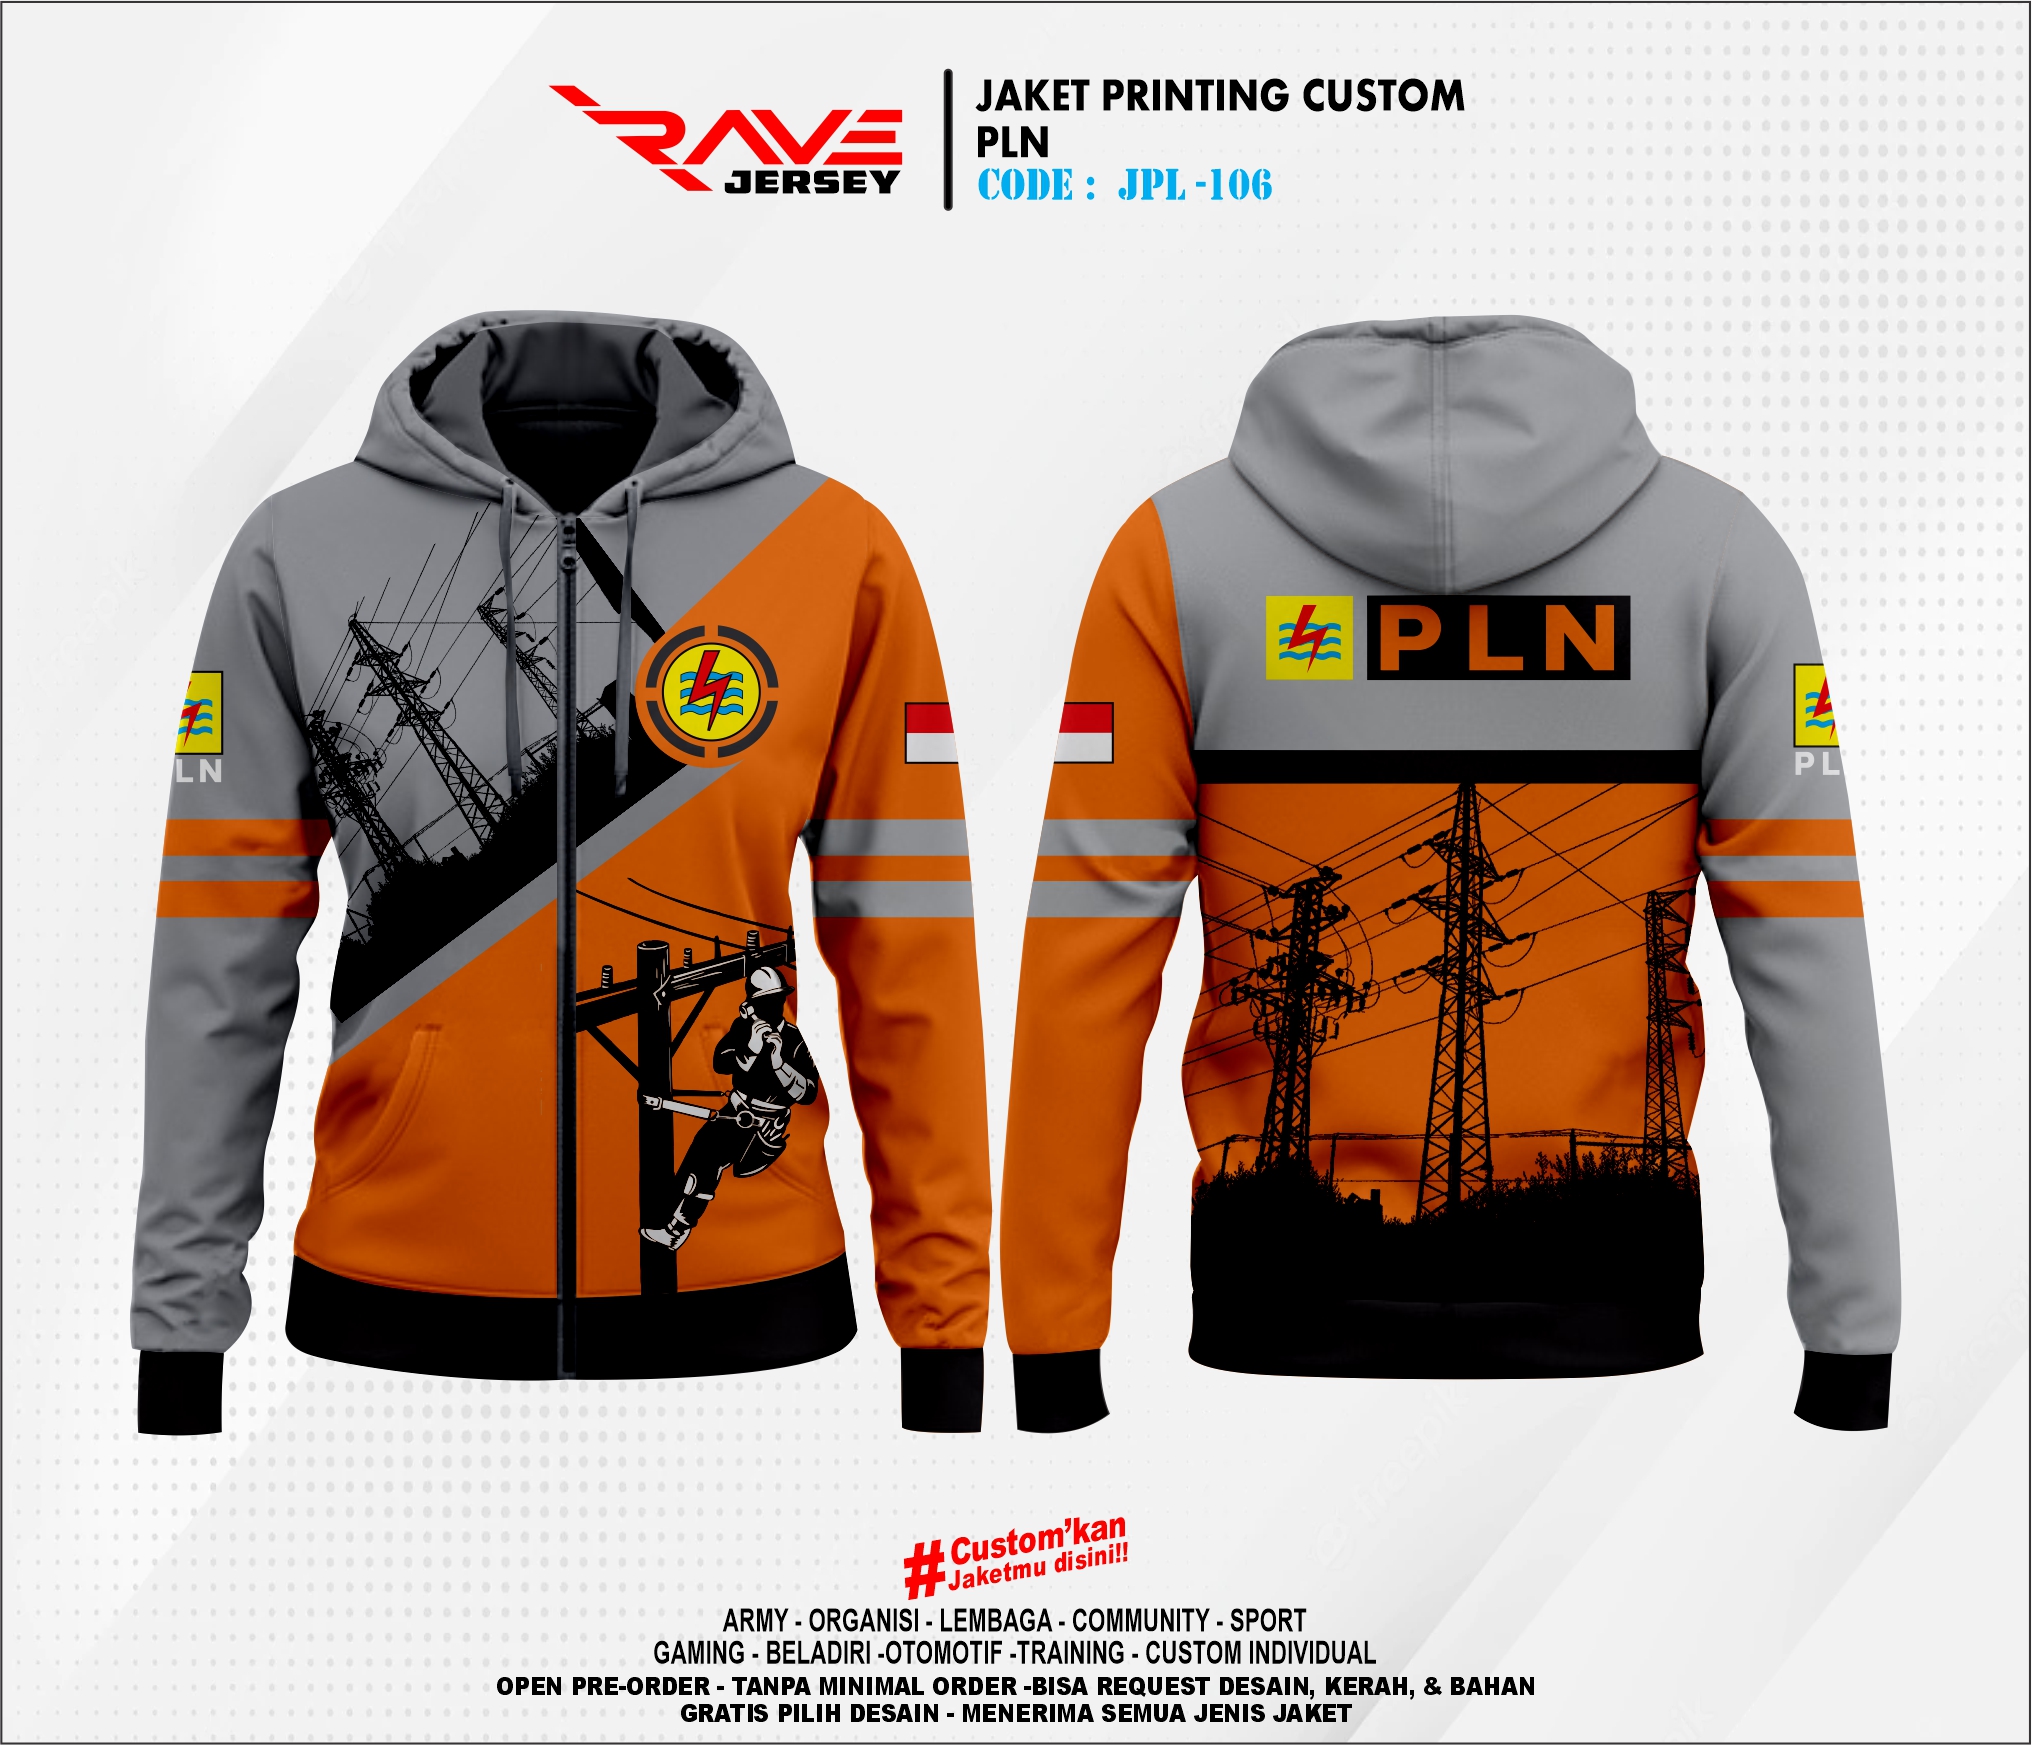 RAVE
JERSEY
JAKET PRINTING CUSTOM
PLN
CODE : JPL -106
LN
PLN
PL
#Custom'kan
Jaketmu disini!!
ARMY - ORGANISI - LEMBAGA - COMMUNITY - SPORT
GAMING - BELADIRI -OTOMOTIF -TRAINING - CUSTOM INDIVIDUAL
OPEN PRE-ORDER - TANPA MINIMAL ORDER -BISA REQUEST DESAIN, KERAH, & BAHAN
GRATIS PILIH DESAIN - MENERIMA SEMUA JENIS JAKET